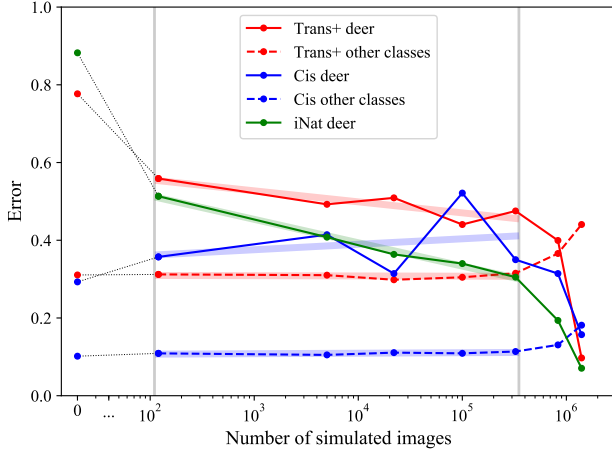 1.0
0.8
0.6
0.4
0.2
0.0
Error
Trans+ deer
Trans+ other classes
Cis deer
Cis other classes
iNat deer
0 ... 10² 10³ 10⁴ 10⁵ 10⁶
Number of simulated images